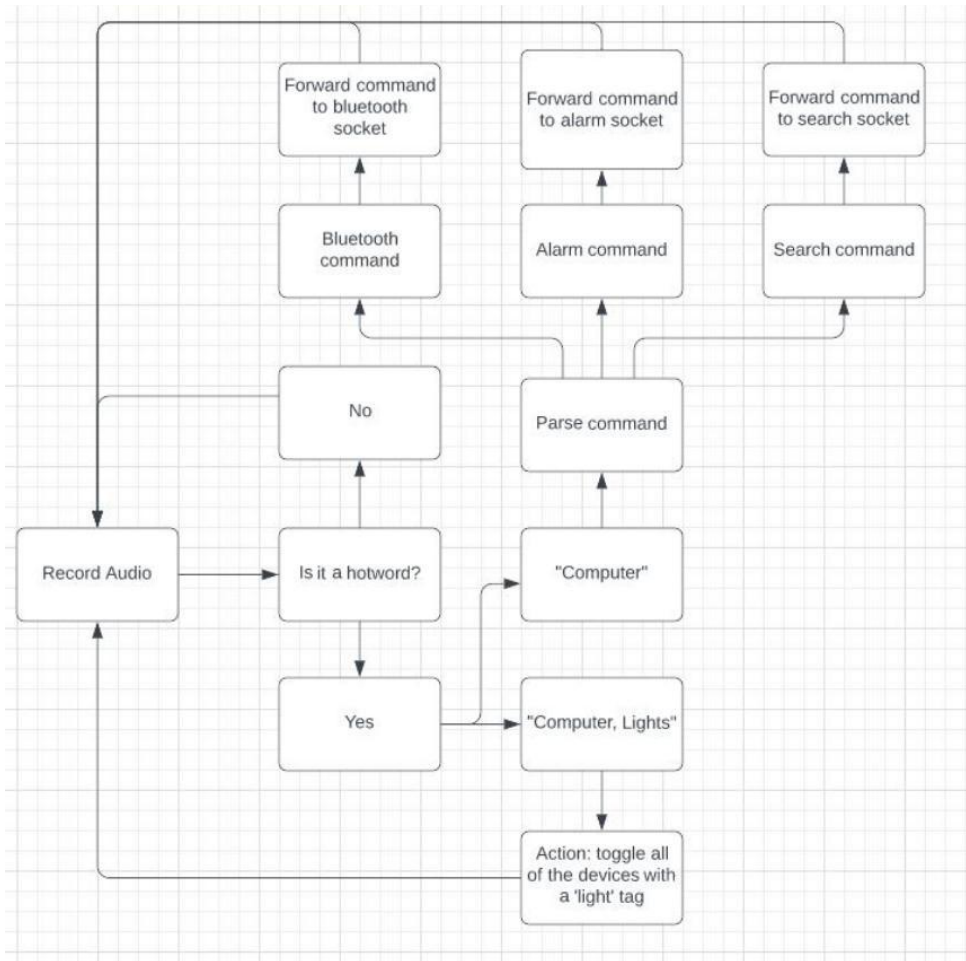 Forward command
to bluetooth
socket
Forward command
to alarm socket
Forward command
to search socket
Bluetooth
command
Alarm command
Search command
No
Parse command
Record Audio
Is it a hotword?
"Computer"
Yes
"Computer, Lights"
Action: toggle all
of the devices with
a 'light' tag